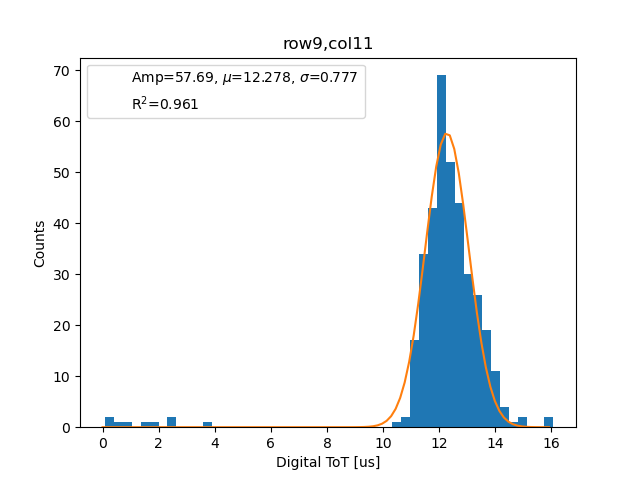 row9,col11
Amp=57.69, μ=12.278, σ=0.777
R²=0.961
70
60
50
40
30
20
10
0
Counts
0 2 4 6 8 10 12 14 16
Digital ToT [us]